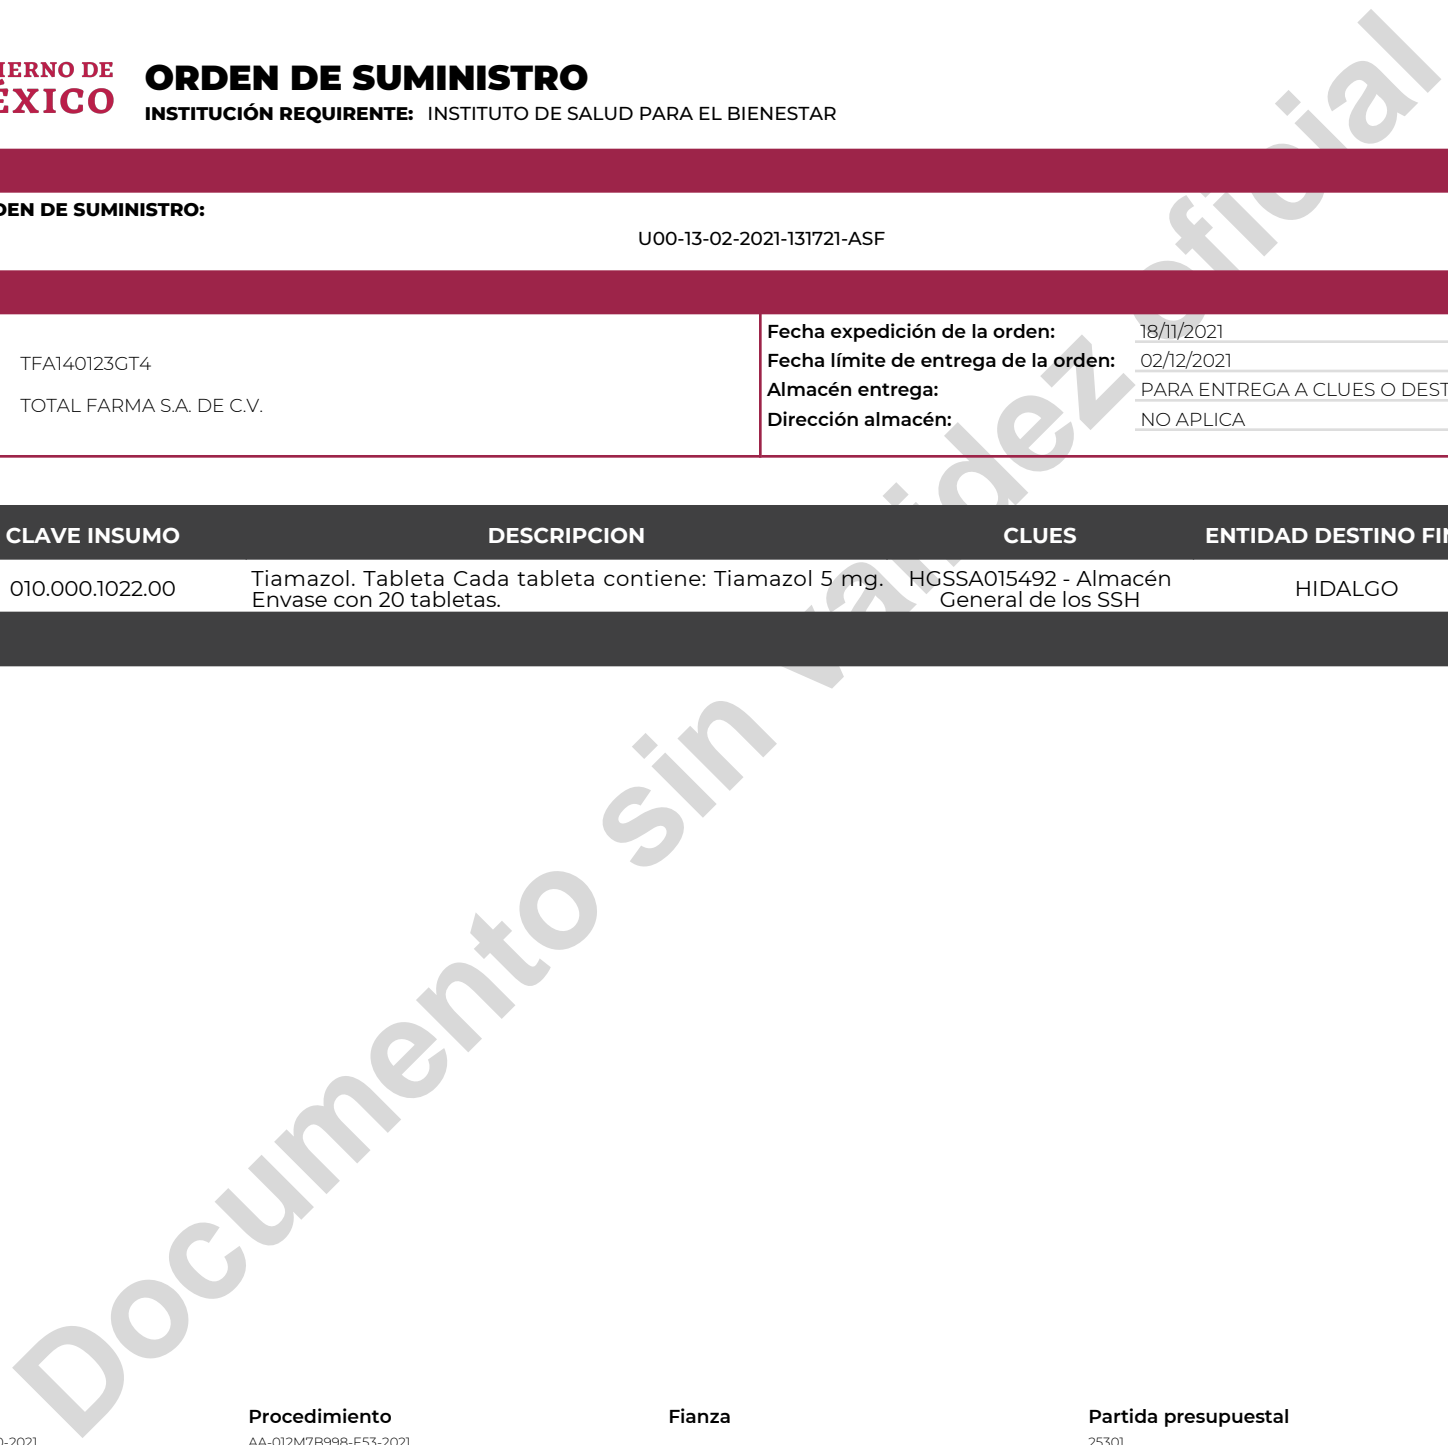 IERNO DE
ÉXICO
ORDEN DE SUMINISTRO
INSTITUCIÓN REQUIRENTE: INSTITUTO DE SALUD PARA EL BIENESTAR
DEN DE SUMINISTRO:
U00-13-02-2021-131721-ASF
TFA140123GT4
TOTAL FARMA S.A. DE C.V.
Fecha expedición de la orden: 18/11/2021
Fecha límite de entrega de la orden: 02/12/2021
Almacén entrega: PARA ENTREGA A CLUES O DEST
Dirección almacén: NO APLICA
CLAVE INSUMO DESCRIPCION CLUES ENTIDAD DESTINO FIN
010.000.1022.00 Tiamazol. Tableta Cada tableta contiene: Tiamazol 5 mg. HGSSA015492 - Almacén HIDALGO
Envase con 20 tabletas. General de los SSH
Documento sin validez oficial
Procedimiento Fianza Partida presupuestal
0-2021 AA-012M7B998-E53-2021 25301